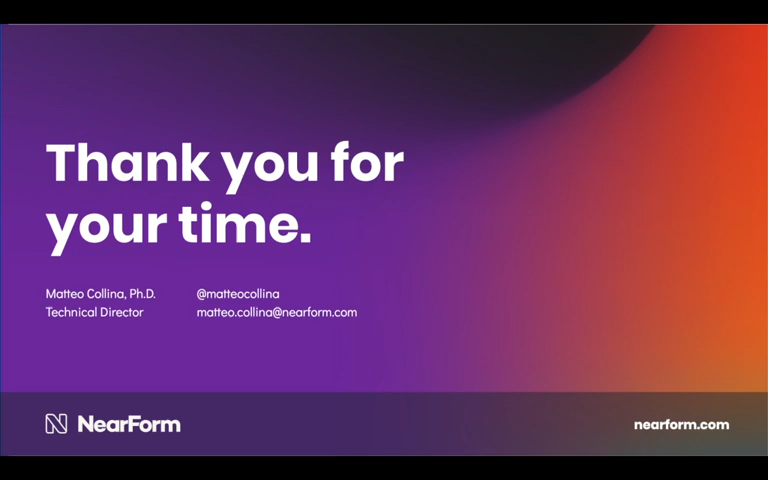 Thank you for
your time.
Matteo Collina, Ph.D.
Technical Director
@matteocollina
matteo.collina@nearform.com
NearForm
nearform.com